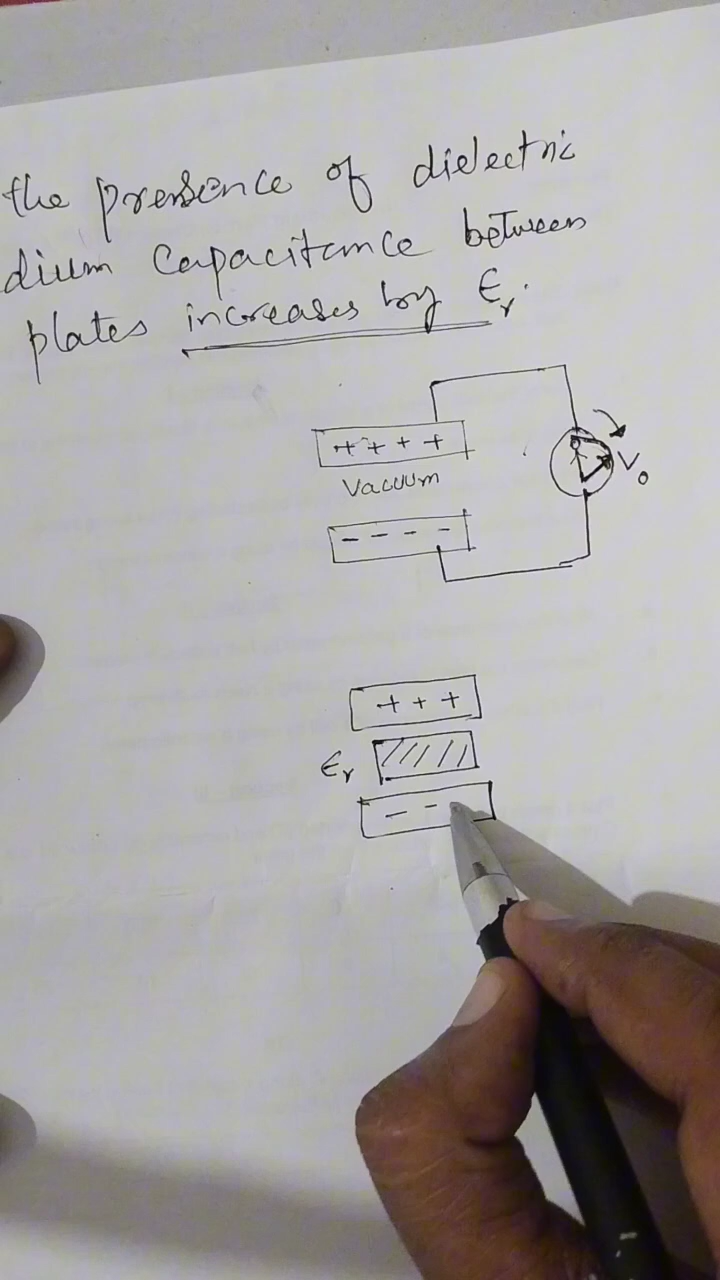 the presence of dielectric
dium capacitance between
plates increases by ϵr.
+ + + +
Vacuum
V0
- - - -
+ + +
ϵr
- -